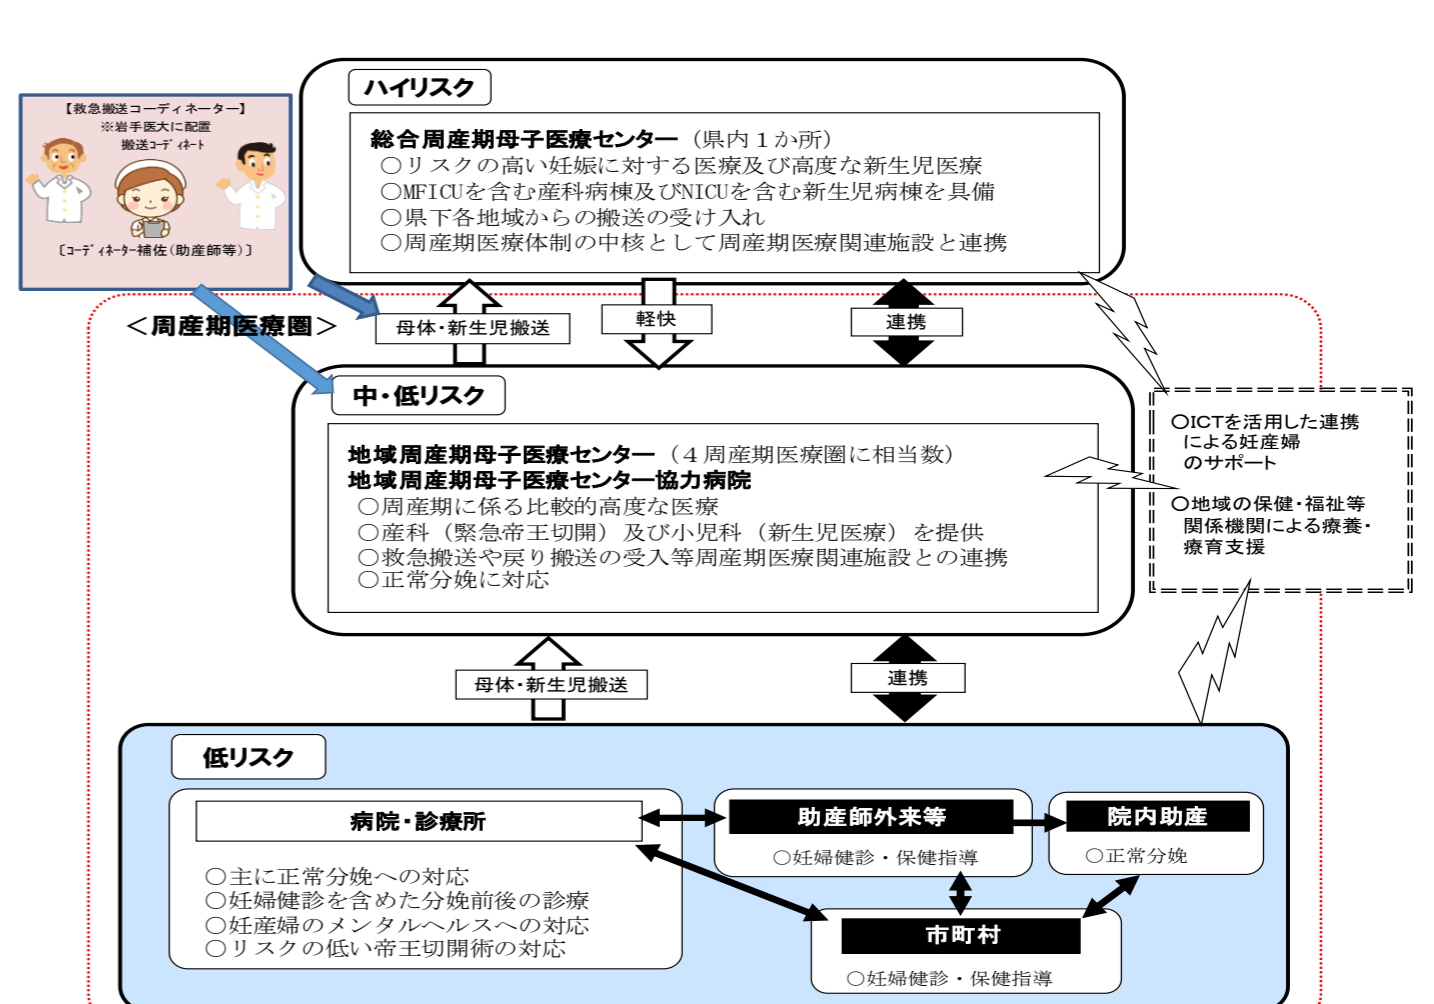 【救急搬送コーディネーター】
※岩手医大に配置
搬送ｺｰﾃﾞｨﾈｰﾄ
〔ｺｰﾃﾞｨﾈｰﾀｰ補佐(助産師等)〕
ハイリスク
総合周産期母子医療センター（県内１か所）
○リスクの高い妊娠に対する医療及び高度な新生児医療
○MFICUを含む産科病棟及びNICUを含む新生児病棟を具備
○県下各地域からの搬送の受け入れ
○周産期医療体制の中核として周産期医療関連施設と連携
＜周産期医療圏＞
母体・新生児搬送
軽快
連携
中・低リスク
地域周産期母子医療センター（４周産期医療圏に相当数）
地域周産期母子医療センター協力病院
○周産期に係る比較的高度な医療
○産科（緊急帝王切開）及び小児科（新生児医療）を提供
○救急搬送や戻り搬送の受入等周産期医療関連施設との連携
○正常分娩に対応
○ICTを活用した連携
による妊産婦
のサポート
○地域の保健・福祉等
関係機関による療養・
療育支援
母体・新生児搬送
連携
低リスク
病院・診療所
○主に正常分娩への対応
○妊婦健診を含めた分娩前後の診療
○妊産婦のメンタルヘルスへの対応
○リスクの低い帝王切開術の対応
助産師外来等
○妊婦健診・保健指導
院内助産
○正常分娩
市町村
○妊婦健診・保健指導